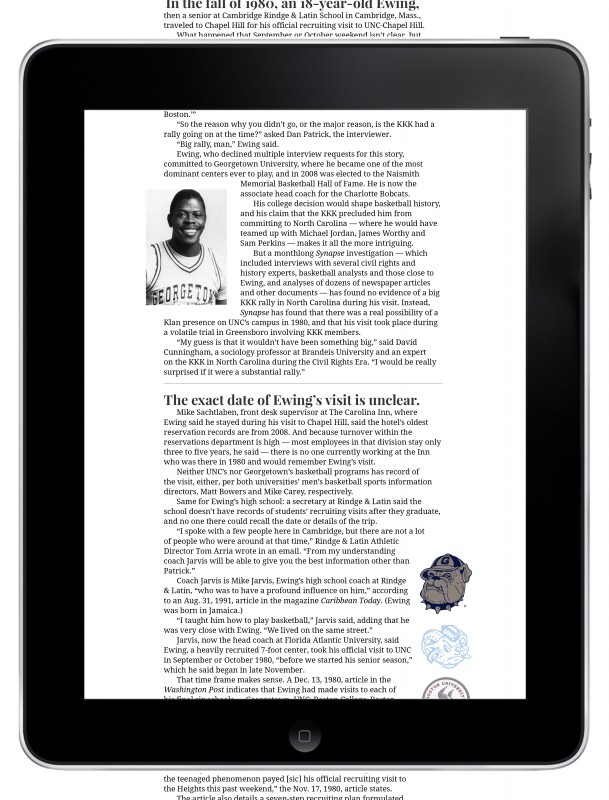 In the fall of 1980, an 18-year-old Ewing,
then a senior at Cambridge Rindge & Latin School in Cambridge, Mass.,
traveled to Chapel Hill for his official recruiting visit to UNC-Chapel Hill.
What happened that September or October weekend isn't clear, but
Boston.'"
"So the reason why you didn't go, or the major reason, is the KKK had a
rally going on at the time?" asked Dan Patrick, the interviewer.
"Big rally, man," Ewing said.
Ewing, who declined multiple interview requests for this story,
committed to Georgetown University, where he became one of the most
dominant centers ever to play, and in 2008 was elected to the Naismith
Memorial Basketball Hall of Fame. He is now the
associate head coach for the Charlotte Bobcats.
His college decision would shape basketball history,
and his claim that the KKK precluded him from
committing to North Carolina — where he would have
teamed up with Michael Jordan, James Worthy and
Sam Perkins — makes it all the more intriguing.
But a monthlong Synapse investigation — which
included interviews with several civil rights and
history experts, basketball analysts and those close to
Ewing, and analyses of dozens of newspaper articles
and other documents — has found no evidence of a big
KKK rally in North Carolina during his visit. Instead,
Synapse has found that there was a real possibility of a
Klan presence on UNC's campus in 1980, and that his visit took place during
a volatile trial in Greensboro involving KKK members.
"My guess is that it wouldn't have been something big," said David
Cunningham, a sociology professor at Brandeis University and an expert
on the KKK in North Carolina during the Civil Rights Era. "I would be really
surprised if it were a substantial rally."
GEORGETOWN
The exact date of Ewing's visit is unclear.
Mike Sachtlaben, front desk supervisor at The Carolina Inn, where
Ewing said he stayed during his visit to Chapel Hill, said the hotel's oldest
reservation records are from 2008. And because turnover within the
reservations department is high — most employees in that division stay only
three to five years, he said — there is no one currently working at the Inn
who was there in 1980 and would remember Ewing's visit.
Neither UNC's nor Georgetown's basketball programs has record of
the visit, either, per both universities' men's basketball sports information
directors, Matt Bowers and Mike Carey, respectively.
Same for Ewing's high school: a secretary at Rindge & Latin said the
school doesn't have records of students' recruiting visits after they graduate,
and no one there could recall the date or details of the trip.
"I spoke with a few people here in Cambridge, but there are not a lot
of people who were around at that time," Rindge & Latin Athletic
Director Tom Arria wrote in an email. "From my understanding
coach Jarvis will be able to give you the best information other than
Patrick."
Coach Jarvis is Mike Jarvis, Ewing's high school coach at Rindge
& Latin, "who was to have a profound influence on him," according
to an Aug. 31, 1991, article in the magazine Caribbean Today. (Ewing
was born in Jamaica.)
"I taught him how to play basketball," Jarvis said, adding that he
was very close with Ewing. "We lived on the same street."
Jarvis, now the head coach at Florida Atlantic University, said
Ewing, a heavily recruited 7-foot center, took his official visit to UNC
in September or October 1980, "before we started his senior season,"
which he said began in late November.
That time frame makes sense. A Dec. 13, 1980, article in the
Washington Post indicates that Ewing had made visits to each of
his final six schools — Georgetown, UNC, Boston College, Boston
the teenaged phenomenon payed [sic] his official recruiting visit to
the Heights this past weekend," the Nov. 17, 1980, article states.
The article also details a seven-step recruiting plan formulated